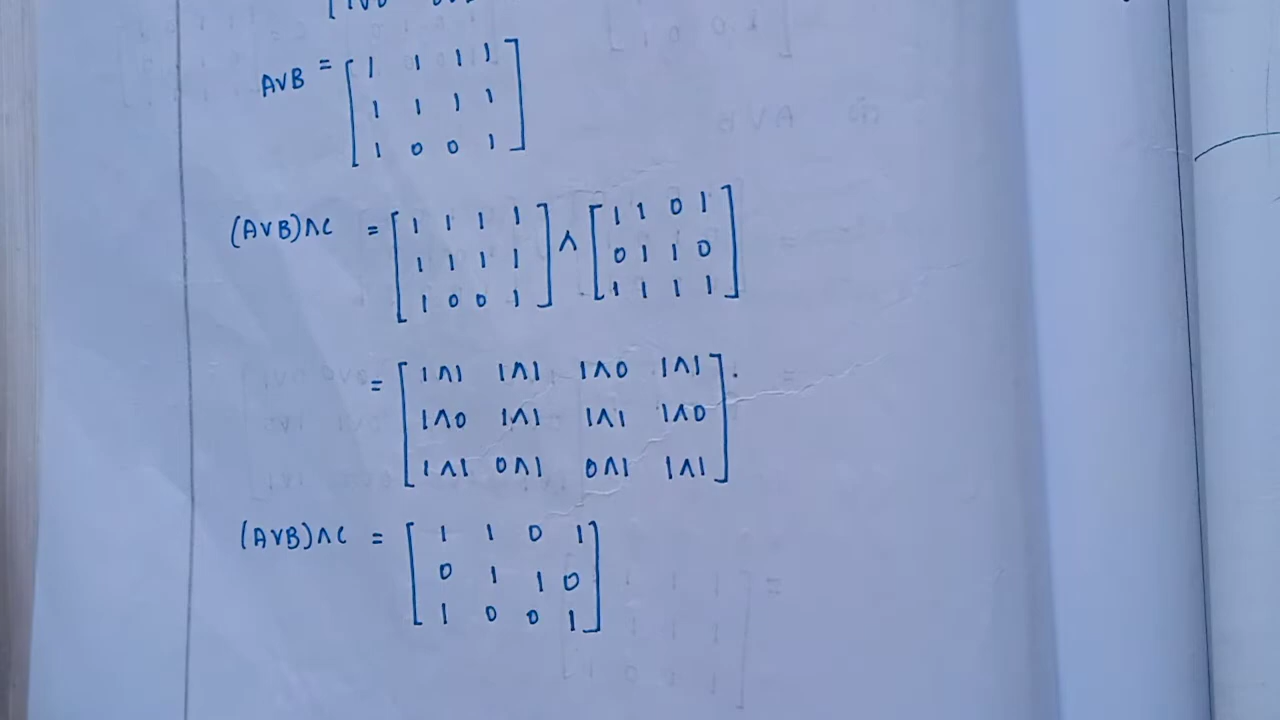 A∨B = [ 1 1 1 1
1 1 1 1
1 0 0 1 ]
(A∨B)∧C = [ 1 1 1 1 ] ∧ [ 1 1 0 1 ]
1 1 1 1 0 1 1 0
1 0 0 1 1 1 1 1
= [ 1∧1 1∧1 1∧0 1∧1 ].
1∧0 1∧1 1∧1 1∧0
1∧1 0∧1 0∧1 1∧1
(A∨B)∧C = [ 1 1 0 1
0 1 1 0
1 0 0 1 ]